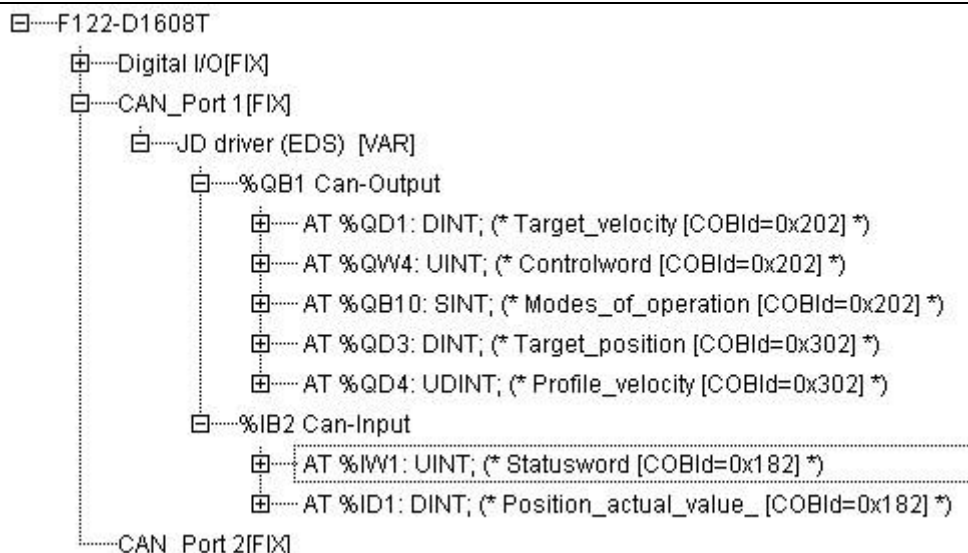 F122-D1608T
Digital I/O[FIX]
CAN_Port 1[FIX]
JD driver (EDS) [VAR]
%QB1 Can-Output
AT %QD1: DINT; (* Target_velocity [COBId=0x202] *)
AT %QW4: UINT; (* Controlword [COBId=0x202] *)
AT %QB10: SINT; (* Modes_of_operation [COBId=0x202] *)
AT %QD3: DINT; (* Target_position [COBId=0x302] *)
AT %QD4: UDINT; (* Profile_velocity [COBId=0x302] *)
%IB2 Can-Input
AT %IW1: UINT; (* Statusword [COBId=0x182] *)
AT %ID1: DINT; (* Position_actual_value_ [COBId=0x182] *)
CAN_Port 2[FIX]